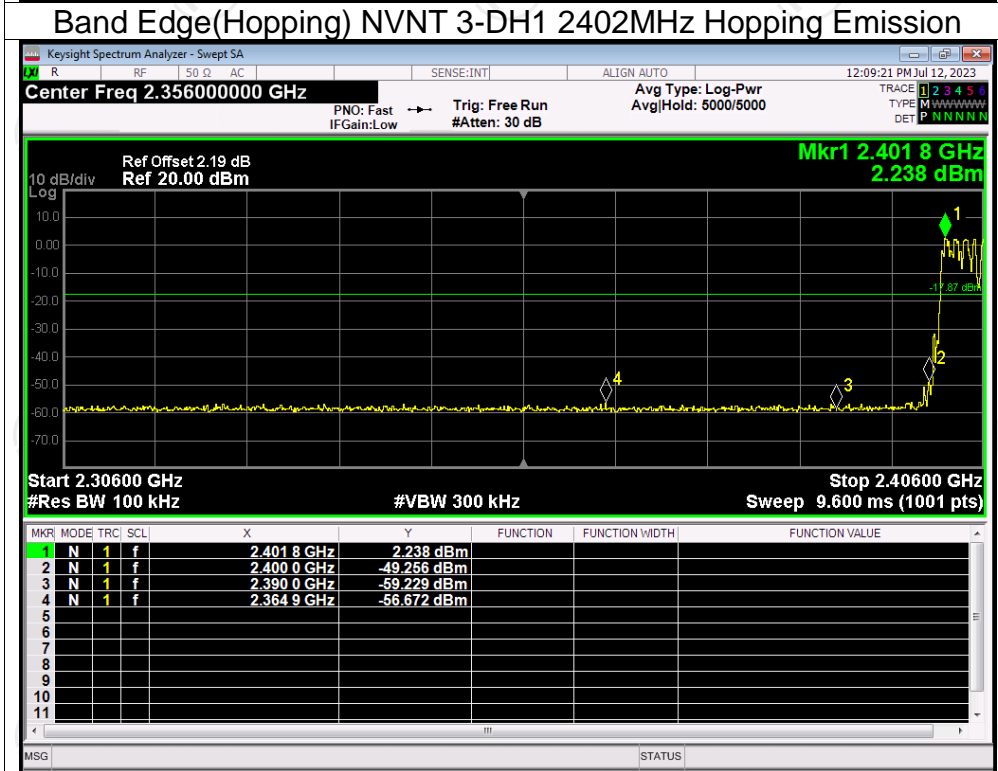 Band Edge(Hopping) NVNT 3-DH1 2402MHz Hopping Emission
Keysight Spectrum Analyzer - Swept SA
LXI R RF 50 Ω AC SENSE:INT ALIGN AUTO 12:09:21 PM Jul 12, 2023
Center Freq 2.356000000 GHz
PNO: Fast
IFGain:Low
Trig: Free Run
#Atten: 30 dB
Avg Type: Log-Pwr
Avg|Hold: 5000/5000
TRACE 1 2 3 4 5 6
TYPE M WWWWW
DET P N N N N N
Mkr1 2.401 8 GHz
2.238 dBm
Ref Offset 2.19 dB
10 dB/div Ref 20.00 dBm
Log
10.0
0.00
-10.0
-20.0
-30.0
-40.0
-50.0
-60.0
-70.0
1
-17.87 dBm
2
3
4
Start 2.30600 GHz Stop 2.40600 GHz
#Res BW 100 kHz #VBW 300 kHz Sweep 9.600 ms (1001 pts)
MKR MODE TRC SCL X Y FUNCTION FUNCTION WIDTH FUNCTION VALUE
1 N 1 f 2.401 8 GHz 2.238 dBm
2 N 1 f 2.400 0 GHz -49.256 dBm
3 N 1 f 2.390 0 GHz -59.229 dBm
4 N 1 f 2.364 9 GHz -56.672 dBm
5
6
7
8
9
10
11
MSG STATUS